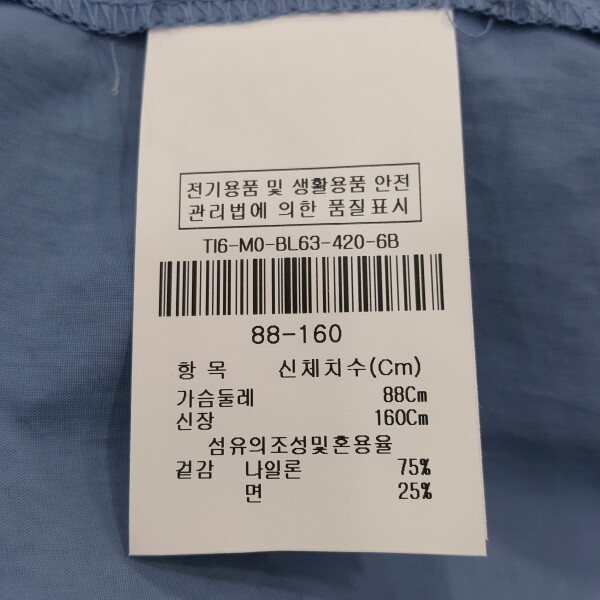 전기용품 및 생활용품 안전
관리법에 의한 품질표시
TI6-MO-BL63-420-6B
88-160
항 목 신체치수(Cm)
가슴둘레 88Cm
신장 160Cm
섬유의조성및혼용율
겉감 나일론 75%
면 25%